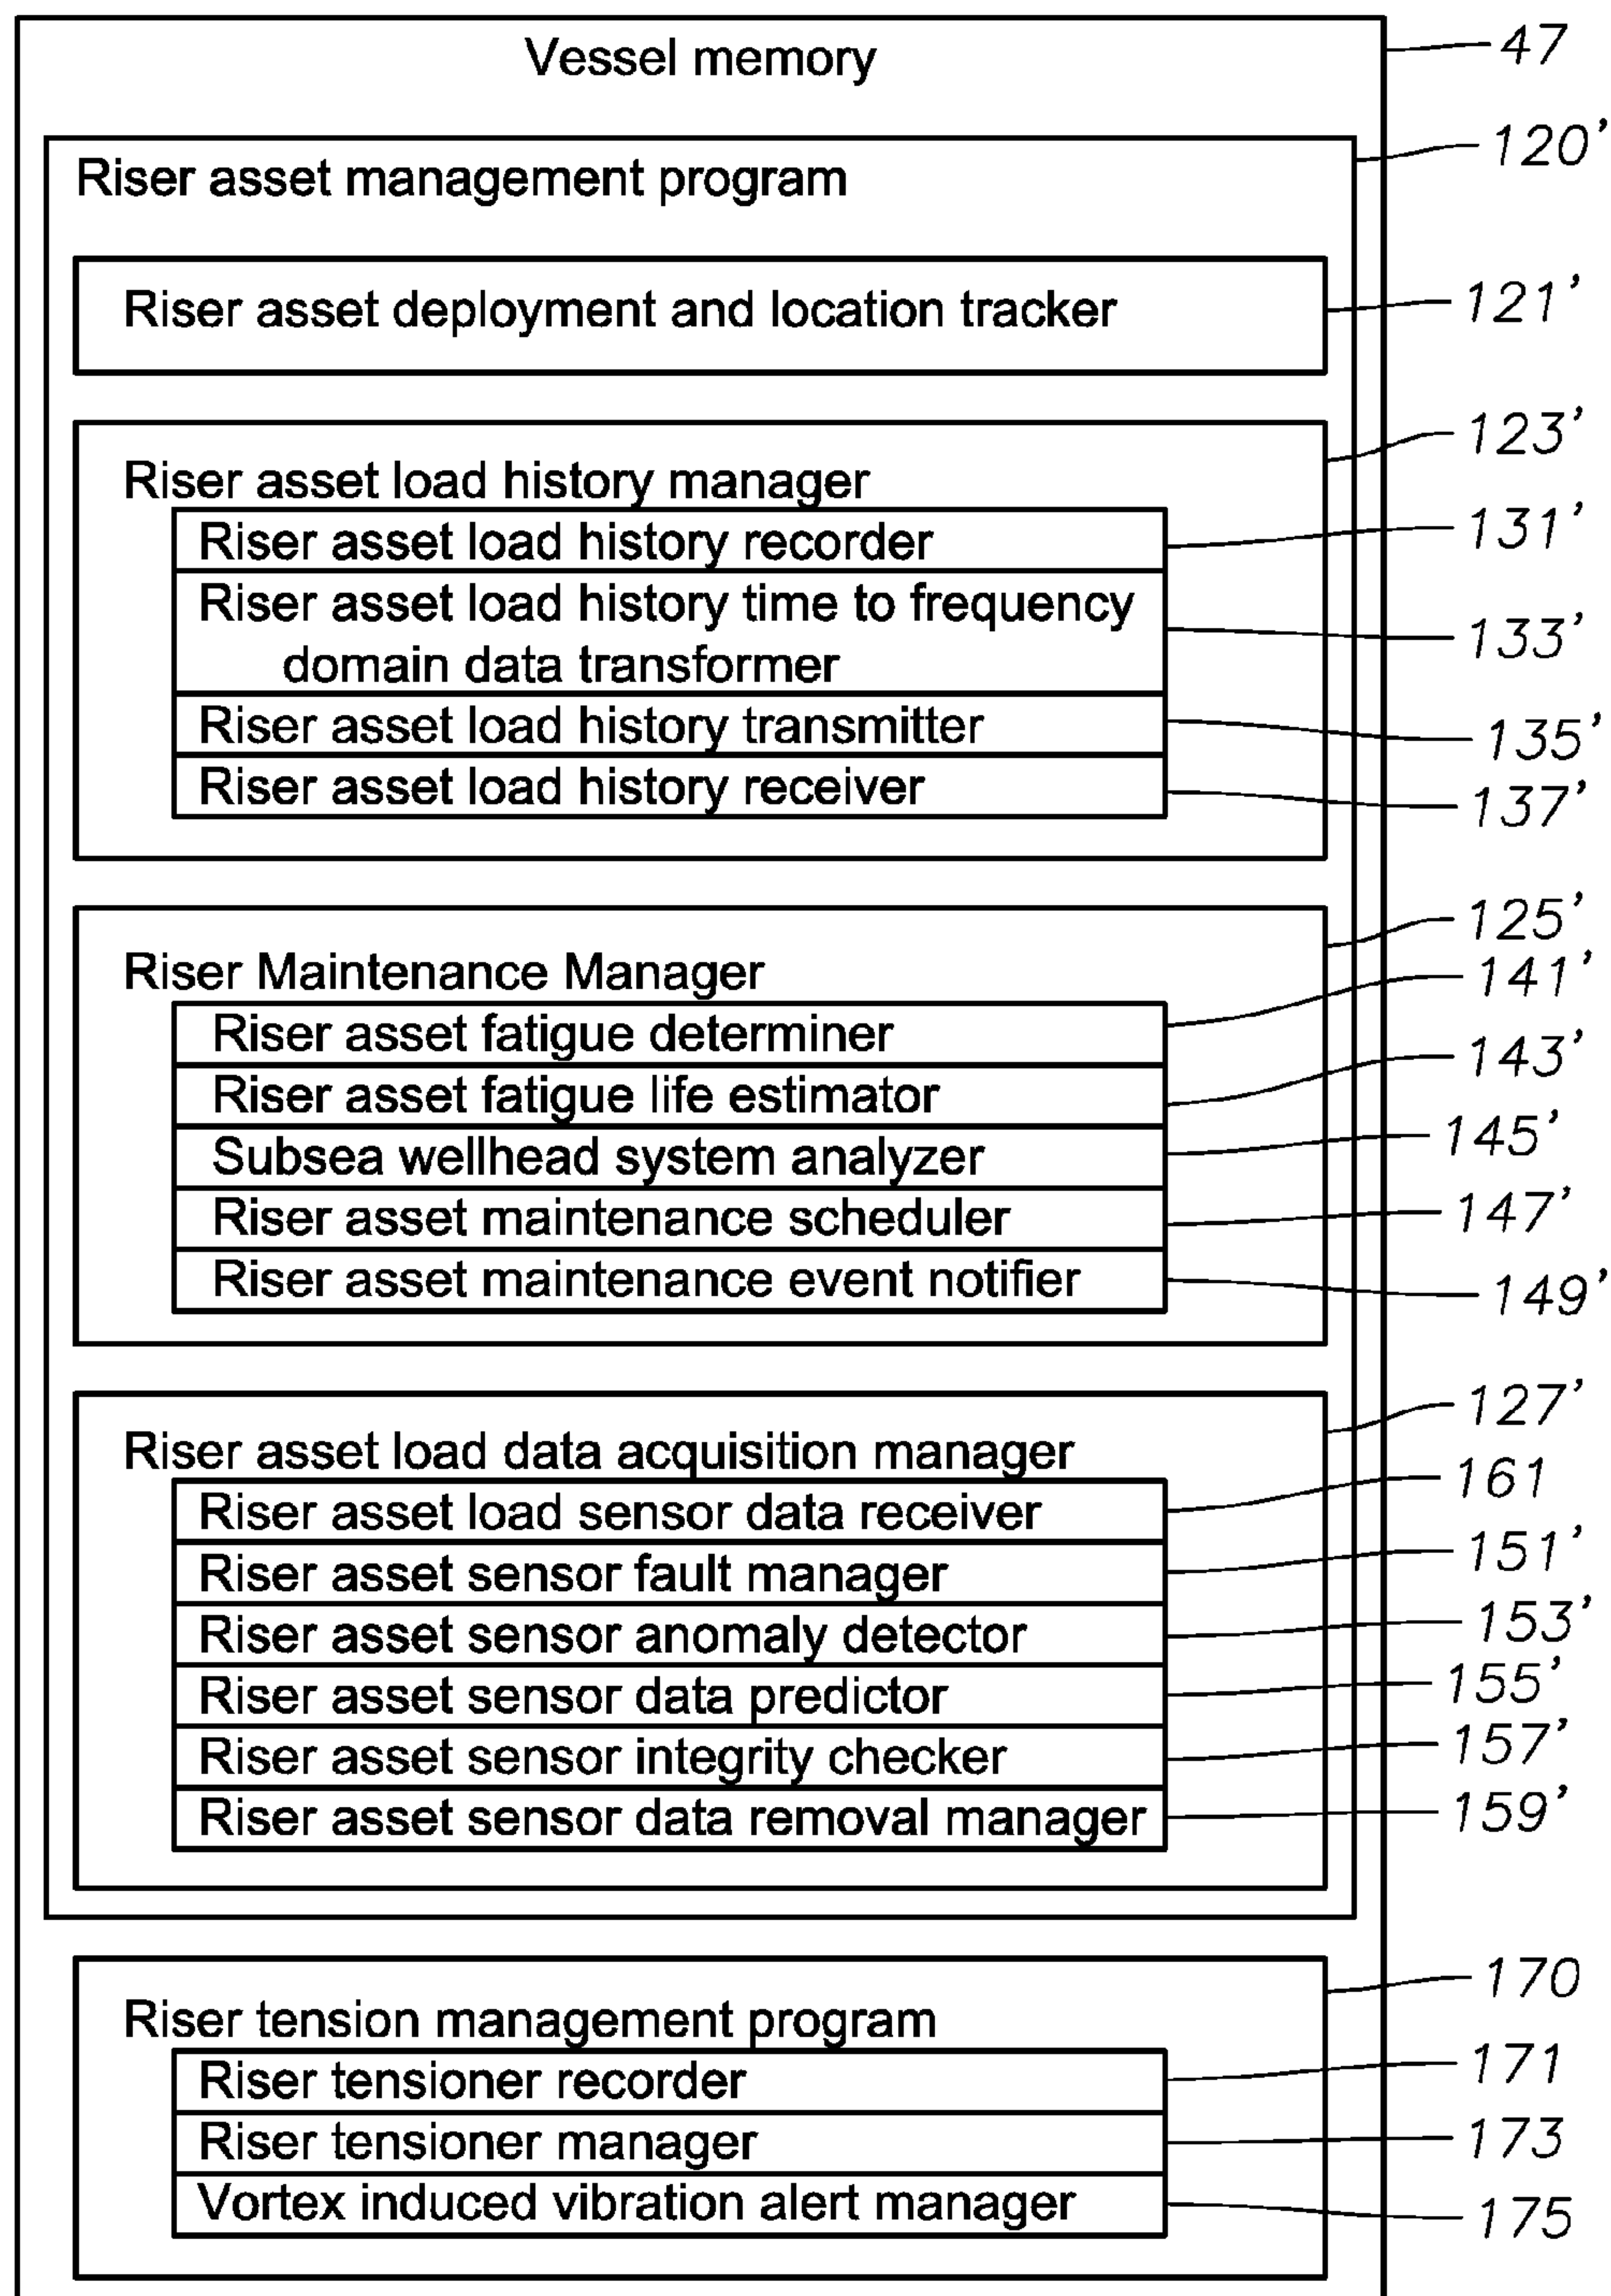 Vessel memory 47
Riser asset management program 120’
Riser asset deployment and location tracker 121’
123’
Riser asset load history manager
Riser asset load history recorder 131’
Riser asset load history time to frequency
domain data transformer 133’
Riser asset load history transmitter 135’
Riser asset load history receiver 137’
125’
Riser Maintenance Manager
Riser asset fatigue determiner 141’
Riser asset fatigue life estimator 143’
Subsea wellhead system analyzer 145’
Riser asset maintenance scheduler 147’
Riser asset maintenance event notifier 149’
127’
Riser asset load data acquisition manager
Riser asset load sensor data receiver 161
Riser asset sensor fault manager 151’
Riser asset sensor anomaly detector 153’
Riser asset sensor data predictor 155’
Riser asset sensor integrity checker 157’
Riser asset sensor data removal manager 159’
170
Riser tension management program
Riser tensioner recorder 171
Riser tensioner manager 173
Vortex induced vibration alert manager 175